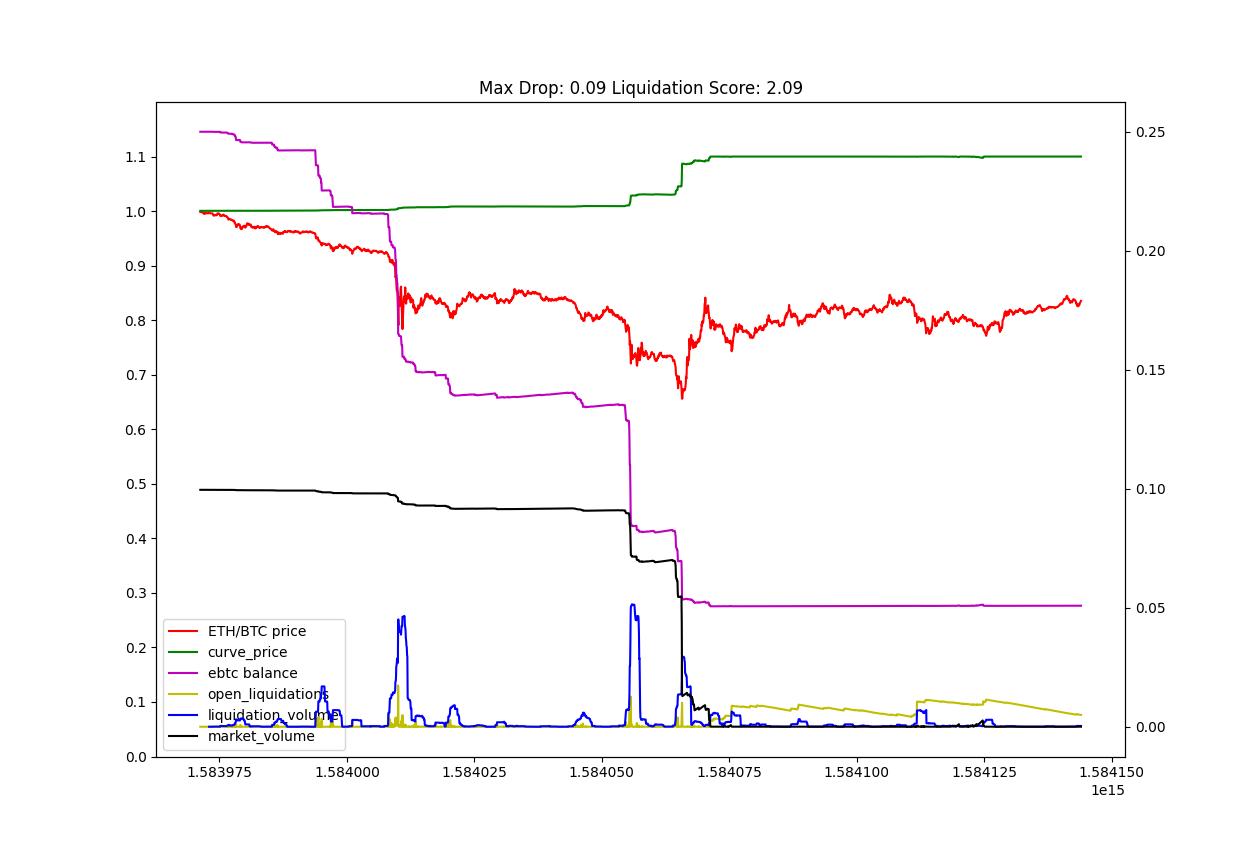 Max Drop: 0.09 Liquidation Score: 2.09
1.1
1.0
0.9
0.8
0.7
0.6
0.5
0.4
0.3
0.2
0.1
0.0
0.25
0.20
0.15
0.10
0.05
0.00
ETH/BTC price
curve_price
ebtc balance
open_liquidations
liquidation_volume
market_volume
1.583975 1.584000 1.584025 1.584050 1.584075 1.584100 1.584125 1.584150
1e15